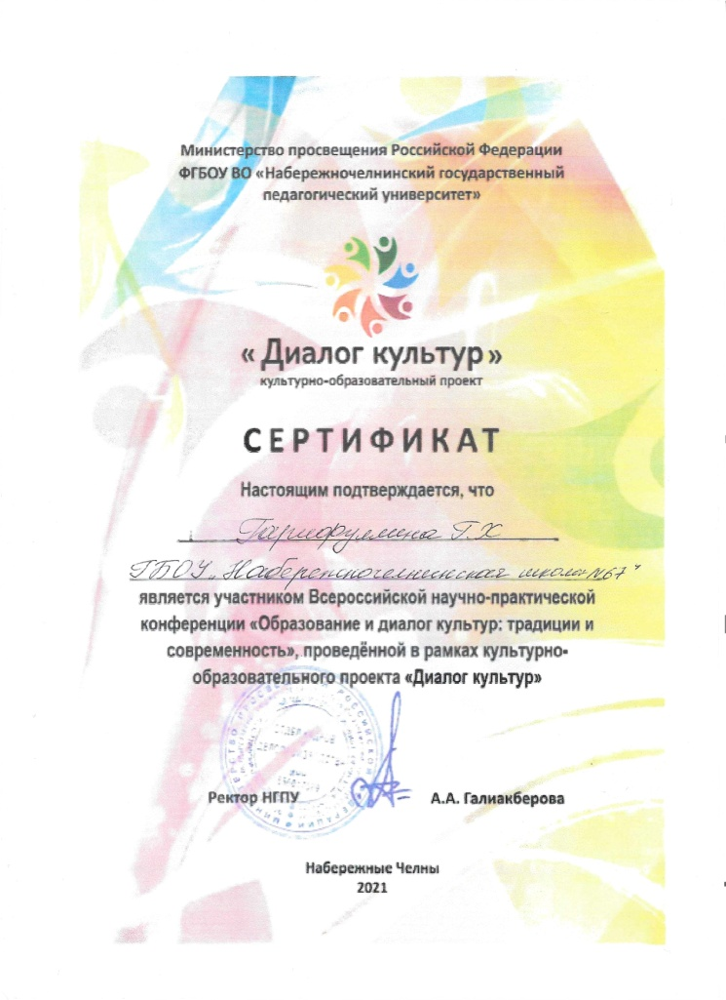 Министерство просвещения Российской Федерации
ФГБОУ ВО «Набережночелнинский государственный
педагогический университет»
« Диалог культур »
культурно-образовательный проект
СЕРТИФИКАТ
Настоящим подтверждается, что
Гарифуллина Г.Х
ГБОУ „Набережночелнинская школа №67"
является участником Всероссийской научно-практической
конференции «Образование и диалог культур: традиции и
современность», проведённой в рамках культурно-
образовательного проекта «Диалог культур»
Ректор НГПУ
А.А. Галиакберова
Набережные Челны
2021